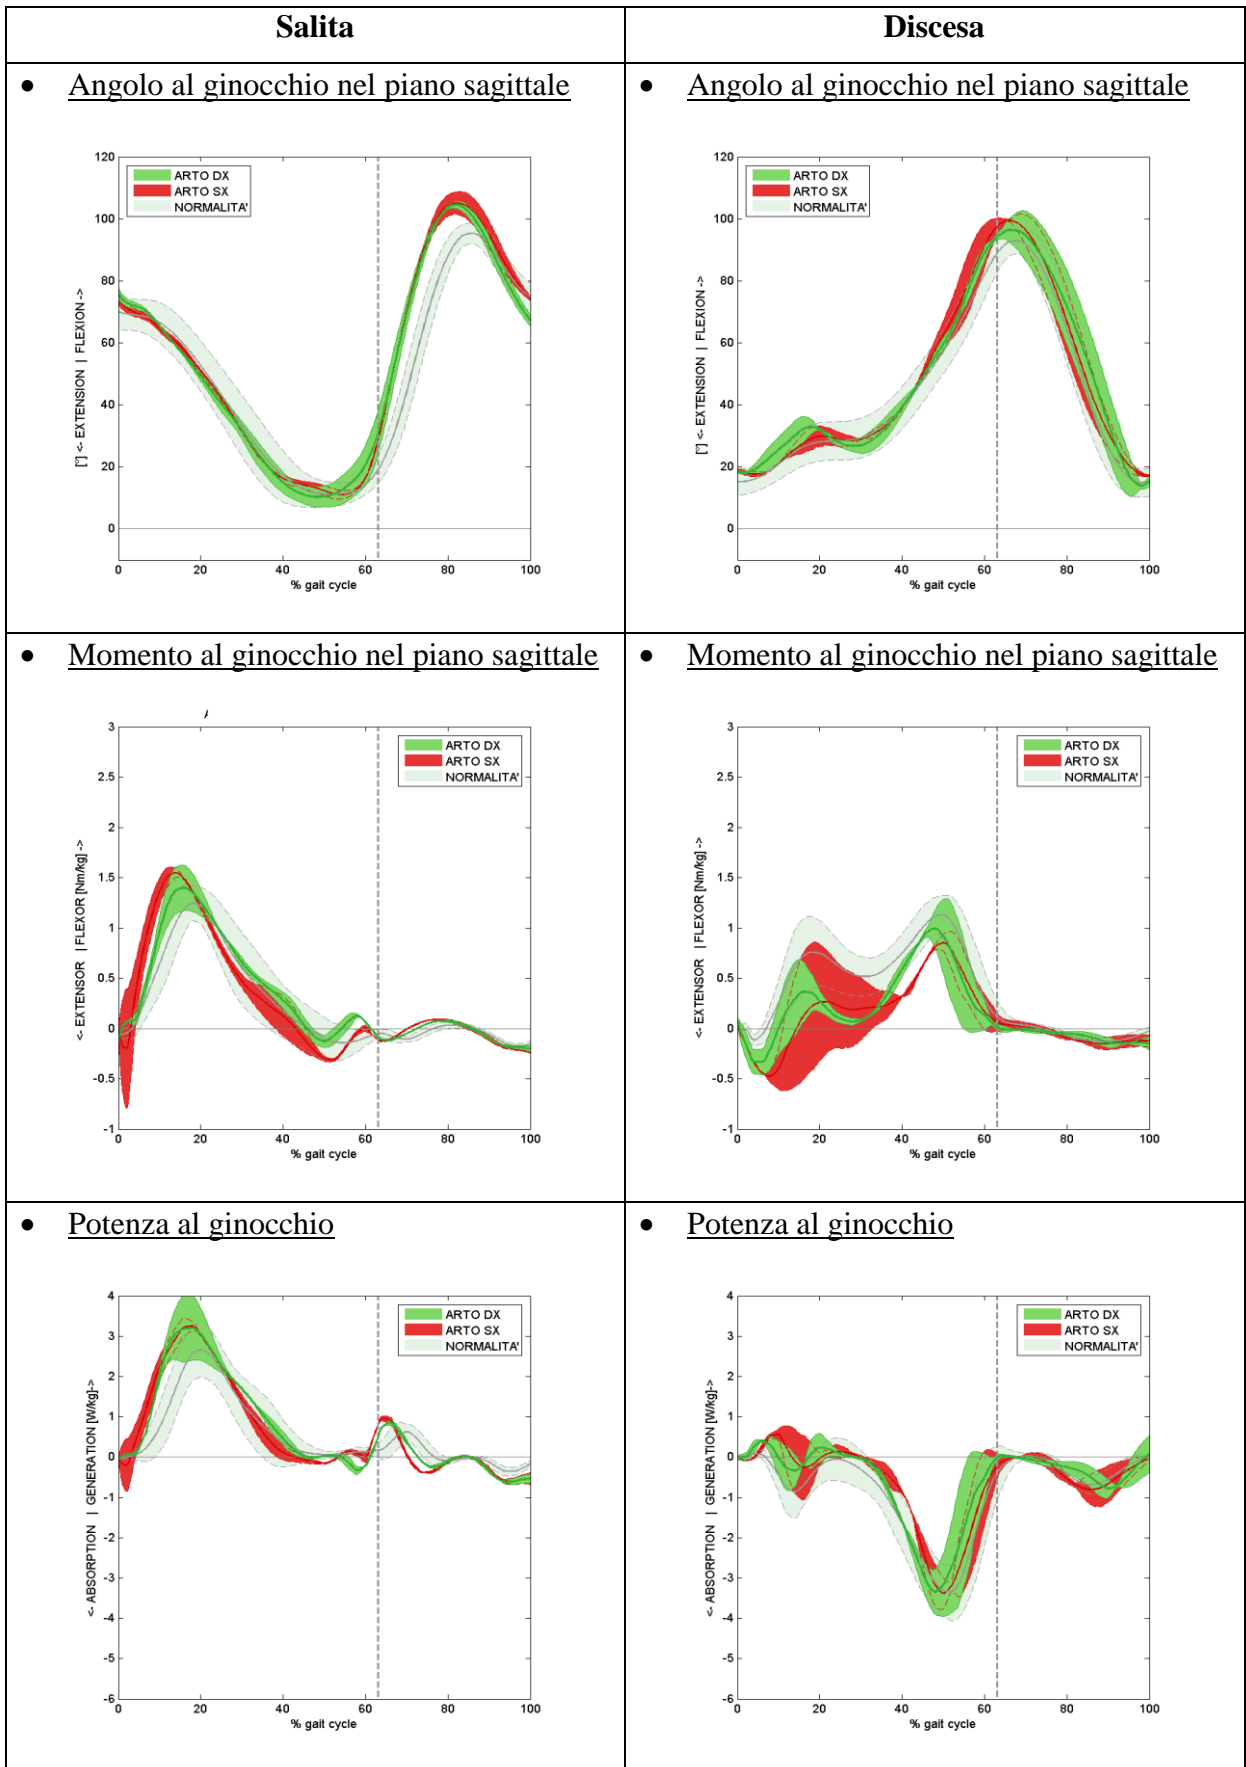 Salita
Discesa
• Angolo al ginocchio nel piano sagittale
120
100
80
60
40
20
0
[°] <- EXTENSION | FLEXION ->
ARTO DX
ARTO SX
NORMALITA'
0 20 40 60 80 100
% gait cycle
• Angolo al ginocchio nel piano sagittale
120
100
80
60
40
20
0
[°] <- EXTENSION | FLEXION ->
ARTO DX
ARTO SX
NORMALITA'
0 20 40 60 80 100
% gait cycle
• Momento al ginocchio nel piano sagittale
3
2.5
2
1.5
1
0.5
0
-0.5
-1
<- EXTENSOR | FLEXOR [Nm/kg] ->
ARTO DX
ARTO SX
NORMALITA'
0 20 40 60 80 100
% gait cycle
• Momento al ginocchio nel piano sagittale
3
2.5
2
1.5
1
0.5
0
-0.5
-1
<- EXTENSOR | FLEXOR [Nm/kg] ->
ARTO DX
ARTO SX
NORMALITA'
0 20 40 60 80 100
% gait cycle
• Potenza al ginocchio
4
3
2
1
0
-1
-2
-3
-4
-5
-6
<- ABSORPTION | GENERATION [W/kg]->
ARTO DX
ARTO SX
NORMALITA'
0 20 40 60 80 100
% gait cycle
• Potenza al ginocchio
4
3
2
1
0
-1
-2
-3
-4
-5
-6
<- ABSORPTION | GENERATION [W/kg]->
ARTO DX
ARTO SX
NORMALITA'
0 20 40 60 80 100
% gait cycle